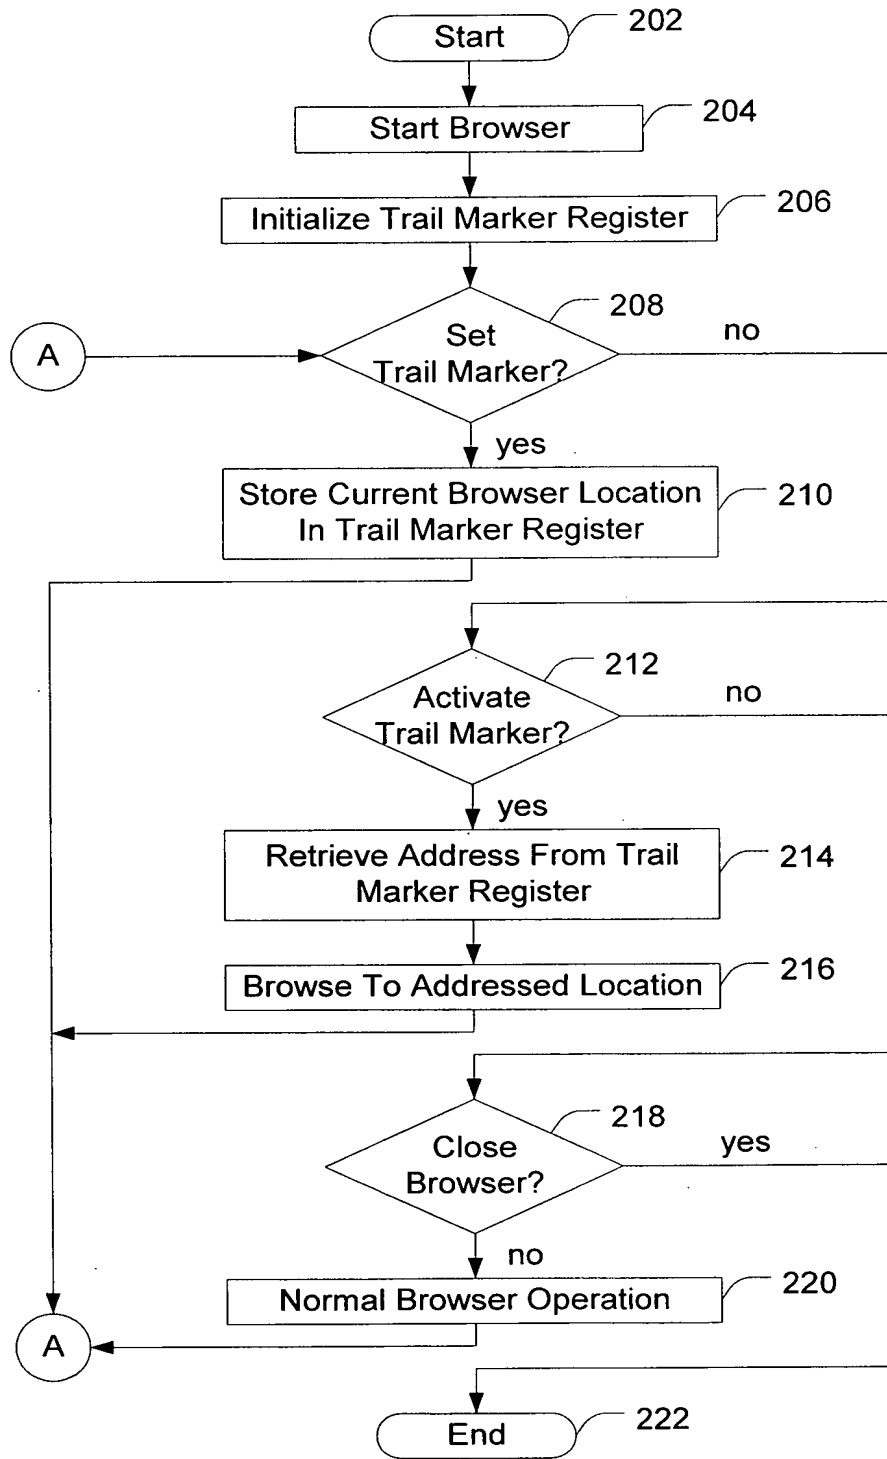 Start
202
Start Browser
204
Initialize Trail Marker Register
206
Set
Trail Marker?
208
no
A
yes
Store Current Browser Location
In Trail Marker Register
210
Activate
Trail Marker?
212
no
yes
Retrieve Address From Trail
Marker Register
214
Browse To Addressed Location
216
Close
Browser?
218
yes
no
Normal Browser Operation
220
A
End
222